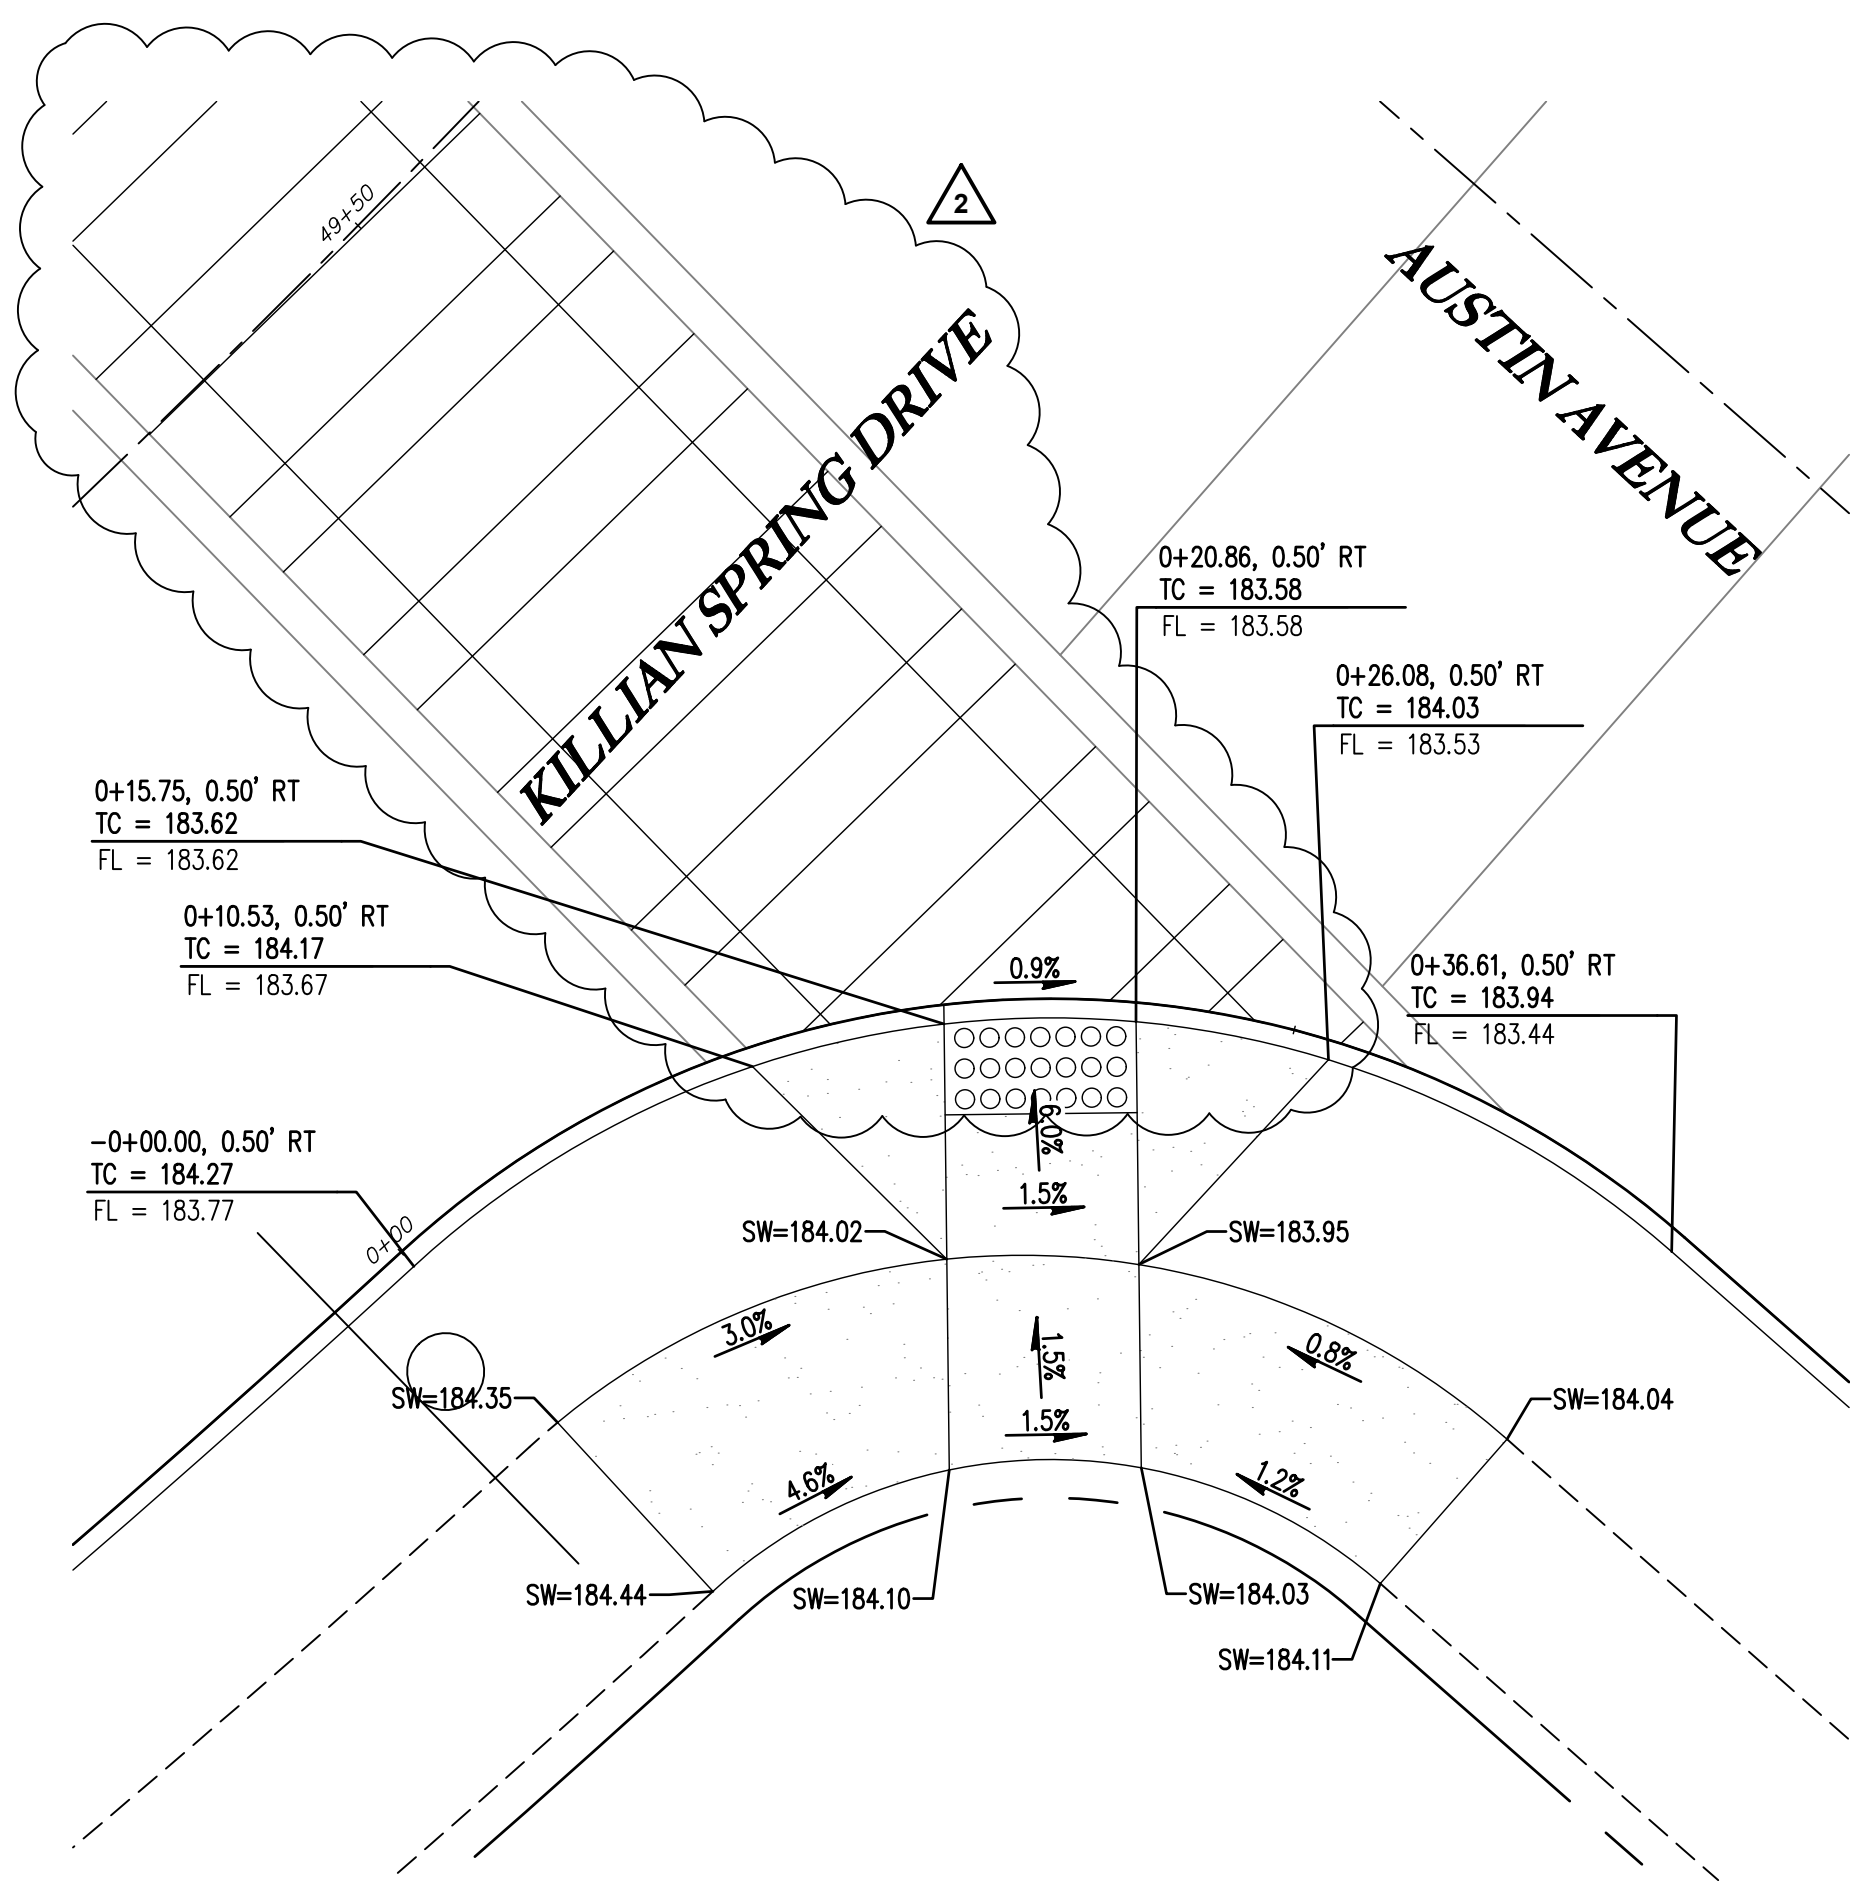 49+50
2
AUSTIN AVENUE
KILLIAN SPRING DRIVE
0+20.86, 0.50' RT
TC = 183.58
FL = 183.58
0+26.08, 0.50' RT
TC = 184.03
FL = 183.53
0+15.75, 0.50' RT
TC = 183.62
FL = 183.62
0+10.53, 0.50' RT
TC = 184.17
FL = 183.67
0.9%
0+36.61, 0.50' RT
TC = 183.94
FL = 183.44
6.0%
-0+00.00, 0.50' RT
TC = 184.27
FL = 183.77
0+00
1.5%
SW=184.02
SW=183.95
3.0%
1.5%
0.8%
SW=184.35
SW=184.04
1.5%
4.6%
1.2%
SW=184.44
SW=184.10
SW=184.03
SW=184.11